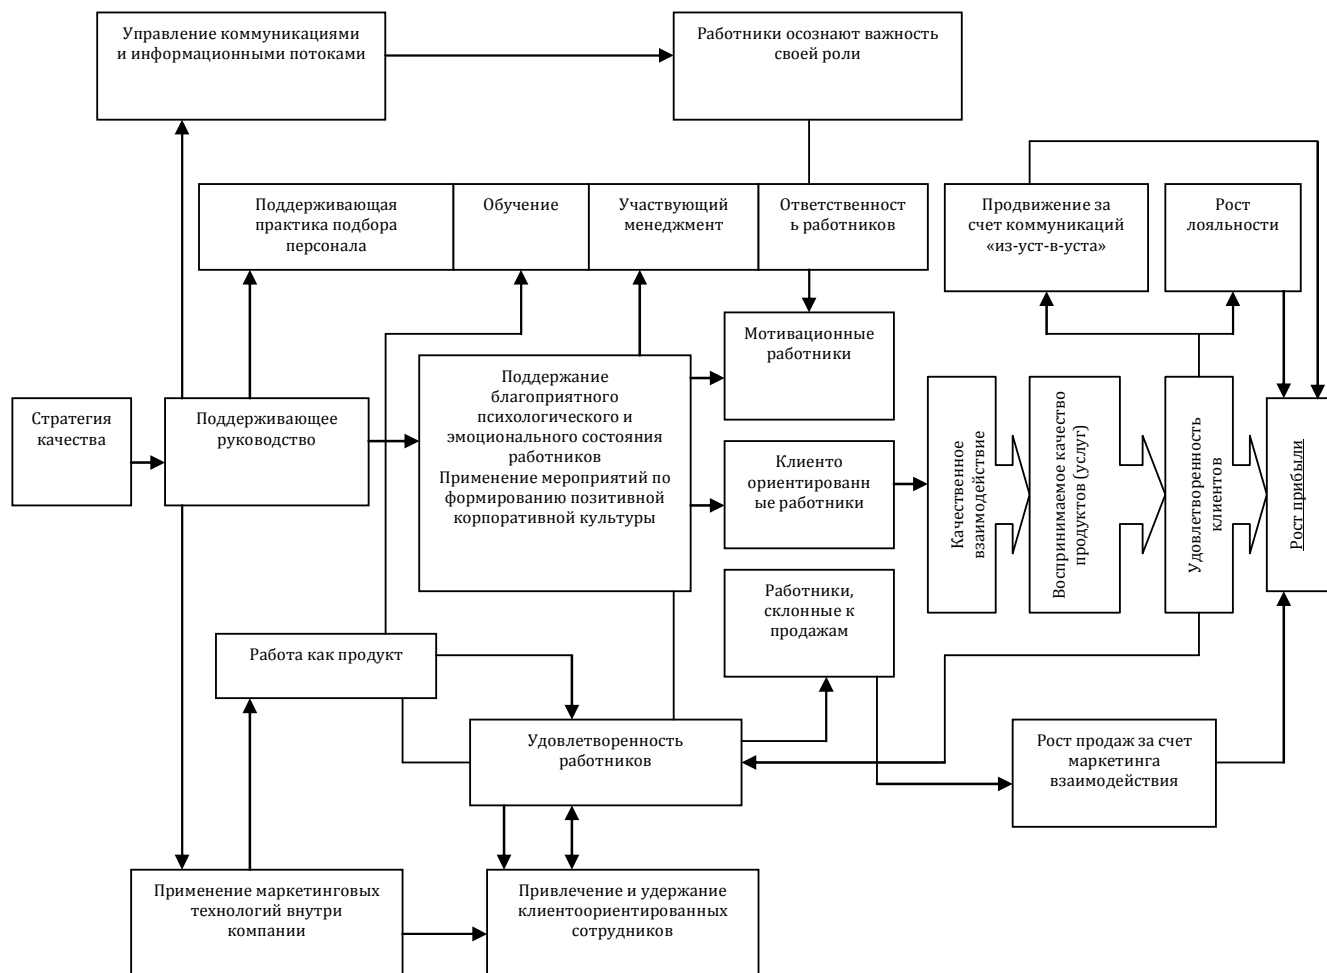 Управление коммуникациями
и информационными потоками
Работники осознают важность
своей роли
Поддерживающая
практика подбора
персонала
Обучение
Участвующий
менеджмент
Ответственност
ь работников
Продвижение за
счет коммуникаций
«из-уст-в-уста»
Рост
лояльности
Мотивационные
работники
Стратегия
качества
Поддерживающее
руководство
Поддержание
благоприятного
психологического и
эмоционального состояния
работников
Применение мероприятий по
формированию позитивной
корпоративной культуры
Клиенто
ориентированн
ые работники
Качественное
взаимодействие
Воспринимаемое качество
продуктов (услуг)
Удовлетворенность
клиентов
Рост прибыли
Работники,
склонные к
продажам
Работа как продукт
Удовлетворенность
работников
Рост продаж за счет
маркетинга
взаимодействия
Применение маркетинговых
технологий внутри
компании
Привлечение и удержание
клиентоориентированных
сотрудников